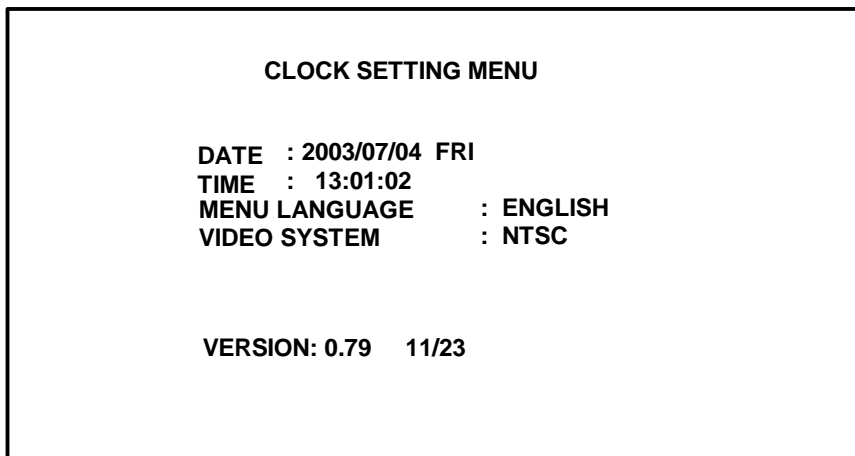 CLOCK SETTING MENU
DATE : 2003/07/04 FRI
TIME : 13:01:02
MENU LANGUAGE : ENGLISH
VIDEO SYSTEM : NTSC
VERSION: 0.79 11/23